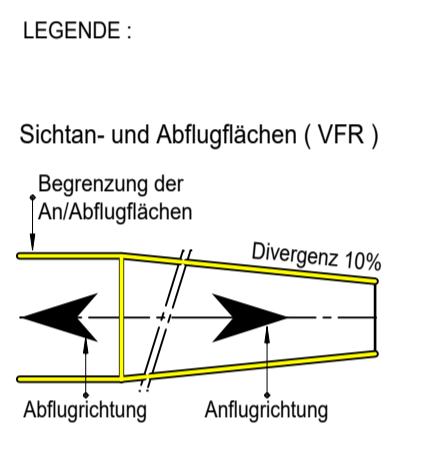 LEGENDE :
Sichtan- und Abflugflächen ( VFR )
Begrenzung der
An/Abflugflächen
Divergenz 10%
Abflugrichtung
Anflugrichtung